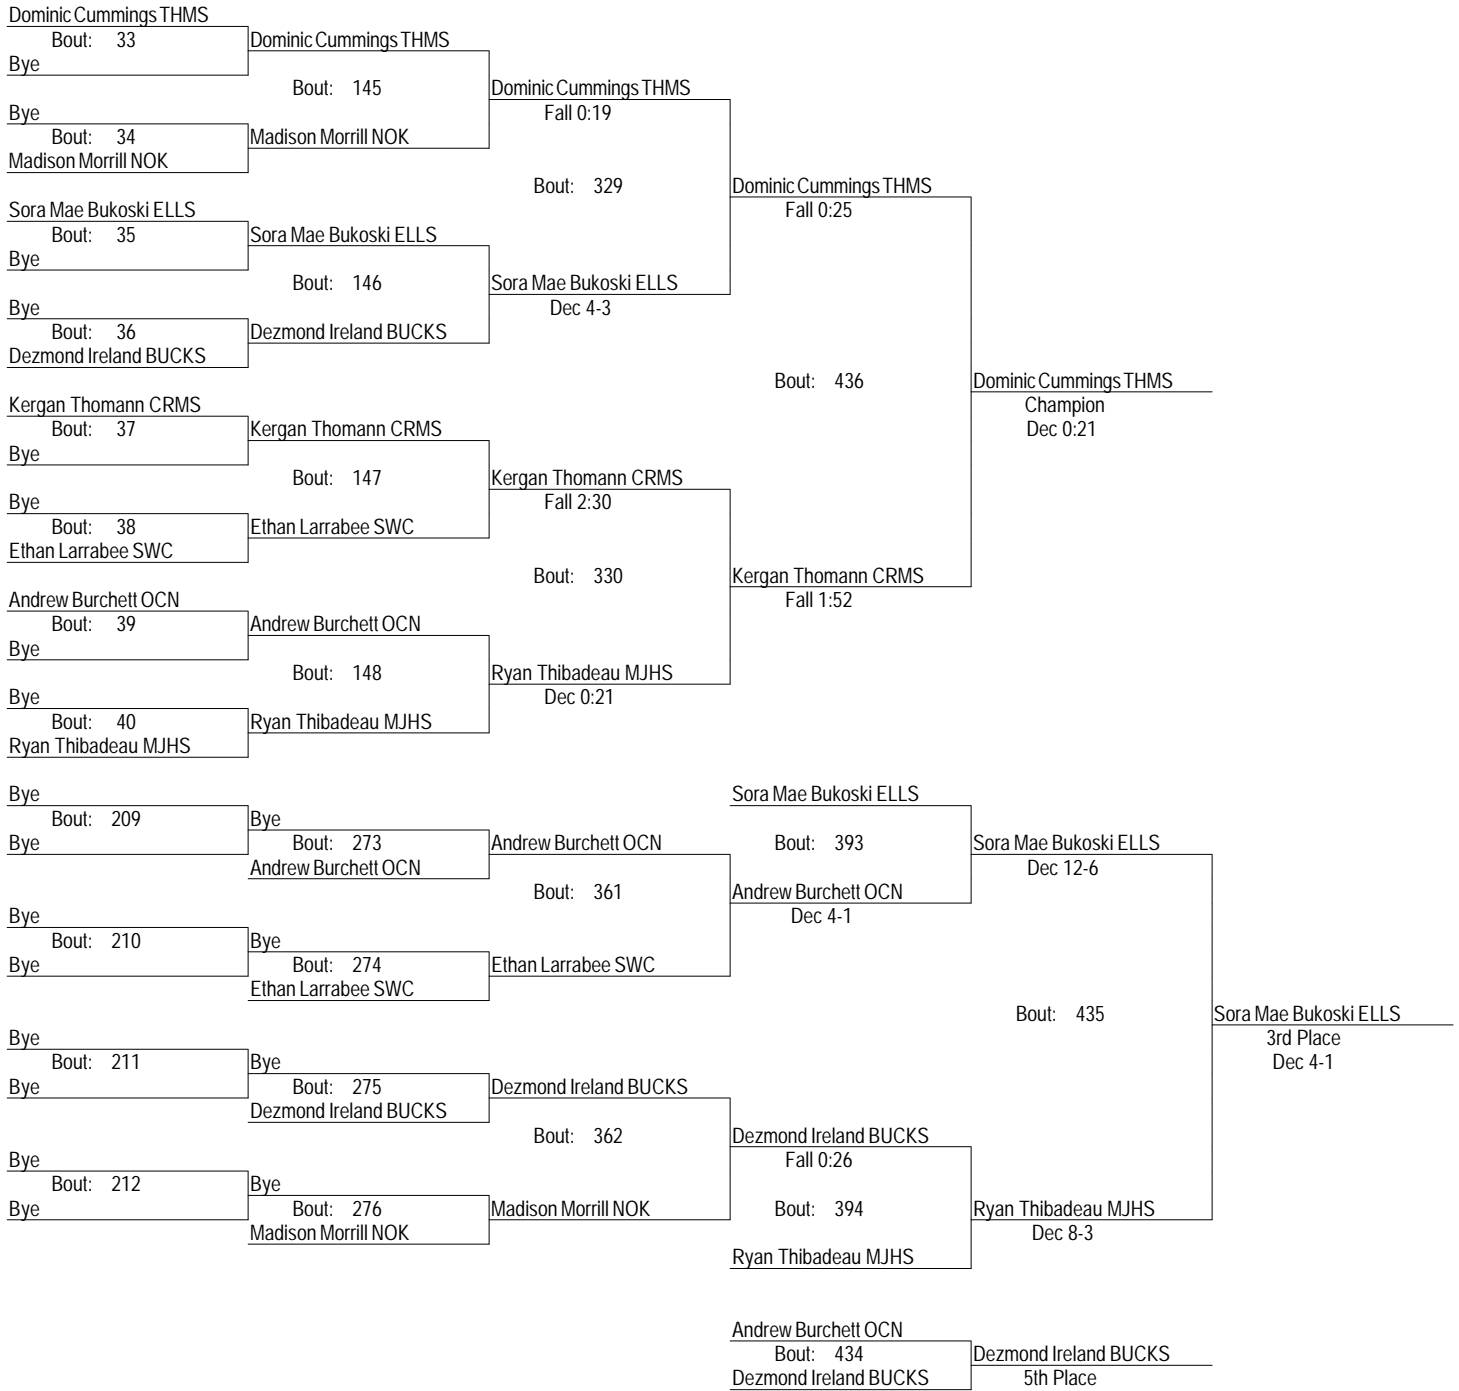 Dominic Cummings THMS
Bout: 33
Bye
Dominic Cummings THMS
Bout: 145
Bye
Bout: 34
Madison Morrill NOK
Madison Morrill NOK
Dominic Cummings THMS
Fall 0:19
Bout: 329
Sora Mae Bukoski ELLS
Bout: 35
Bye
Sora Mae Bukoski ELLS
Bout: 146
Bye
Bout: 36
Dezmond Ireland BUCKS
Dezmond Ireland BUCKS
Sora Mae Bukoski ELLS
Dec 4-3
Dominic Cummings THMS
Fall 0:25
Bout: 436
Kergan Thomann CRMS
Bout: 37
Bye
Kergan Thomann CRMS
Bout: 147
Bye
Bout: 38
Ethan Larrabee SWC
Ethan Larrabee SWC
Kergan Thomann CRMS
Fall 2:30
Bout: 330
Andrew Burchett OCN
Bout: 39
Bye
Andrew Burchett OCN
Bout: 148
Bye
Bout: 40
Ryan Thibadeau MJHS
Ryan Thibadeau MJHS
Ryan Thibadeau MJHS
Dec 0:21
Kergan Thomann CRMS
Fall 1:52
Dominic Cummings THMS
Champion
Dec 0:21
Bye
Bout: 209
Bye
Bye
Bout: 273
Andrew Burchett OCN
Andrew Burchett OCN
Bout: 361
Bye
Bout: 210
Bye
Bye
Bout: 274
Ethan Larrabee SWC
Ethan Larrabee SWC
Sora Mae Bukoski ELLS
Bout: 393
Andrew Burchett OCN
Dec 4-1
Sora Mae Bukoski ELLS
Dec 12-6
Bout: 435
Bye
Bout: 211
Bye
Bye
Bout: 275
Dezmond Ireland BUCKS
Dezmond Ireland BUCKS
Bout: 362
Bye
Bout: 212
Bye
Bye
Bout: 276
Madison Morrill NOK
Madison Morrill NOK
Dezmond Ireland BUCKS
Fall 0:26
Bout: 394
Ryan Thibadeau MJHS
Ryan Thibadeau MJHS
Dec 8-3
Sora Mae Bukoski ELLS
3rd Place
Dec 4-1
Andrew Burchett OCN
Bout: 434
Dezmond Ireland BUCKS
Dezmond Ireland BUCKS
5th Place